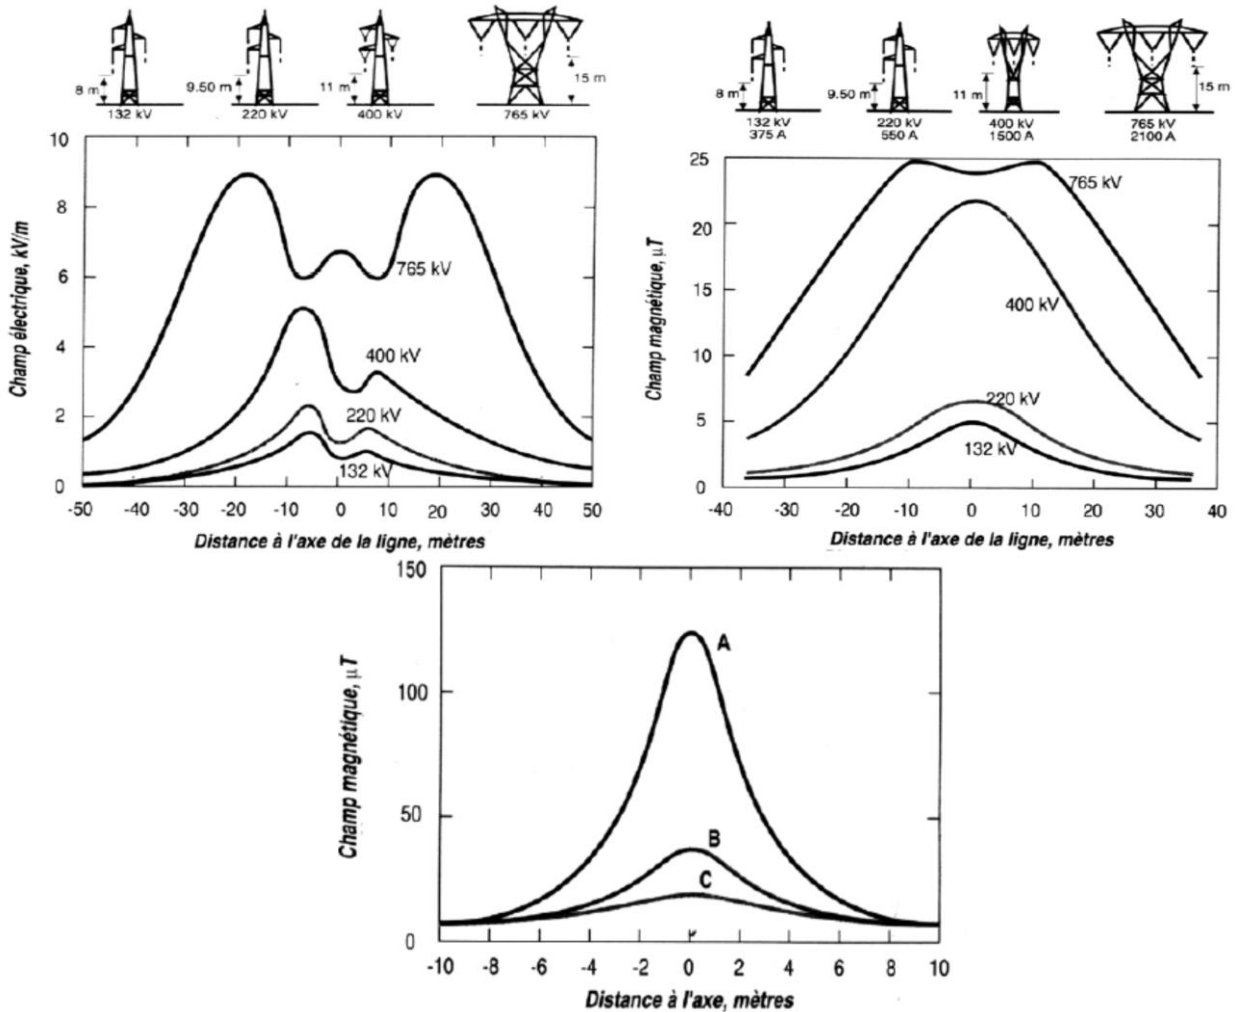 8 m
9.50 m
11 m
15 m
132 kV
220 kV
400 kV
765 kV
Champ électrique, kV/m
10
8
6
4
2
0
765 kV
400 kV
220 kV
132 kV
-50 -40 -30 -20 -10 0 10 20 30 40 50
Distance à l'axe de la ligne, mètres
8 m
9.50 m
11 m
15 m
132 kV
375 A
220 kV
550 A
400 kV
1500 A
765 kV
2100 A
Champ magnétique, µT
25
20
15
10
5
0
765 kV
400 kV
220 kV
132 kV
-40 -30 -20 -10 0 10 20 30 40
Distance à l'axe de la ligne, mètres
Champ magnétique, µT
150
100
50
0
A
B
C
-10 -8 -6 -4 -2 0 2 4 6 8 10
Distance à l'axe, mètres